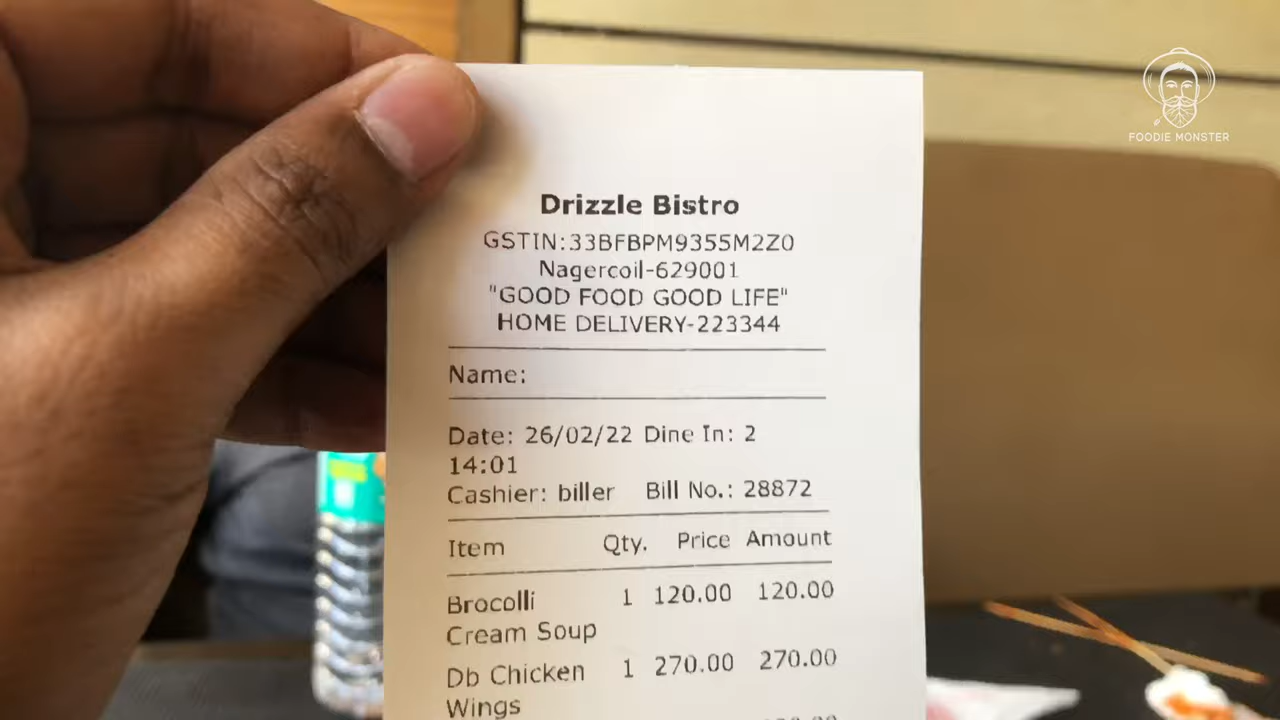 FOODIE MONSTER
Drizzle Bistro
GSTIN:33BFBPM9355M2Z0
Nagercoil-629001
"GOOD FOOD GOOD LIFE"
HOME DELIVERY-223344
Name:
Date: 26/02/22 Dine In: 2
14:01
Cashier: biller Bill No.: 28872
Item Qty. Price Amount
Brocolli 1 120.00 120.00
Cream Soup
Db Chicken 1 270.00 270.00
Wings